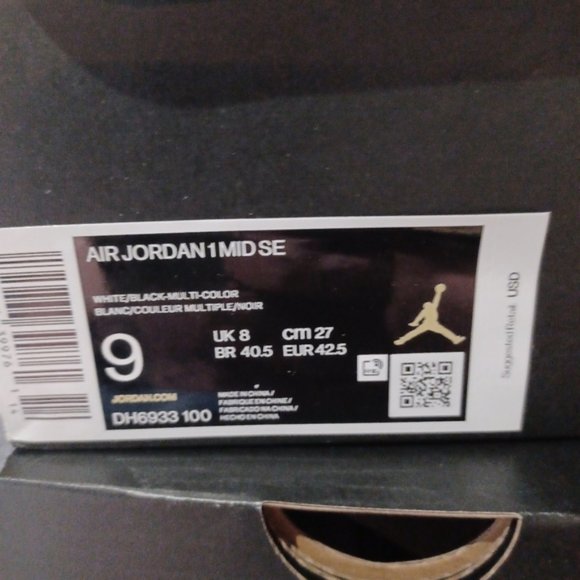 AIR JORDAN 1 MID SE
WHITE/BLACK-MULTI-COLOR
BLANC/COULEUR MULTIPLE/NOIR
9
UK 8 cm 27
BR 40.5 EUR 42.5
JORDAN.COM
DH6933 100
MADE IN CHINA/
FABRIQUE EN CHINE/
FABRICADO NA CHINA/
HECHO EN CHINA
Suggested Retail USD